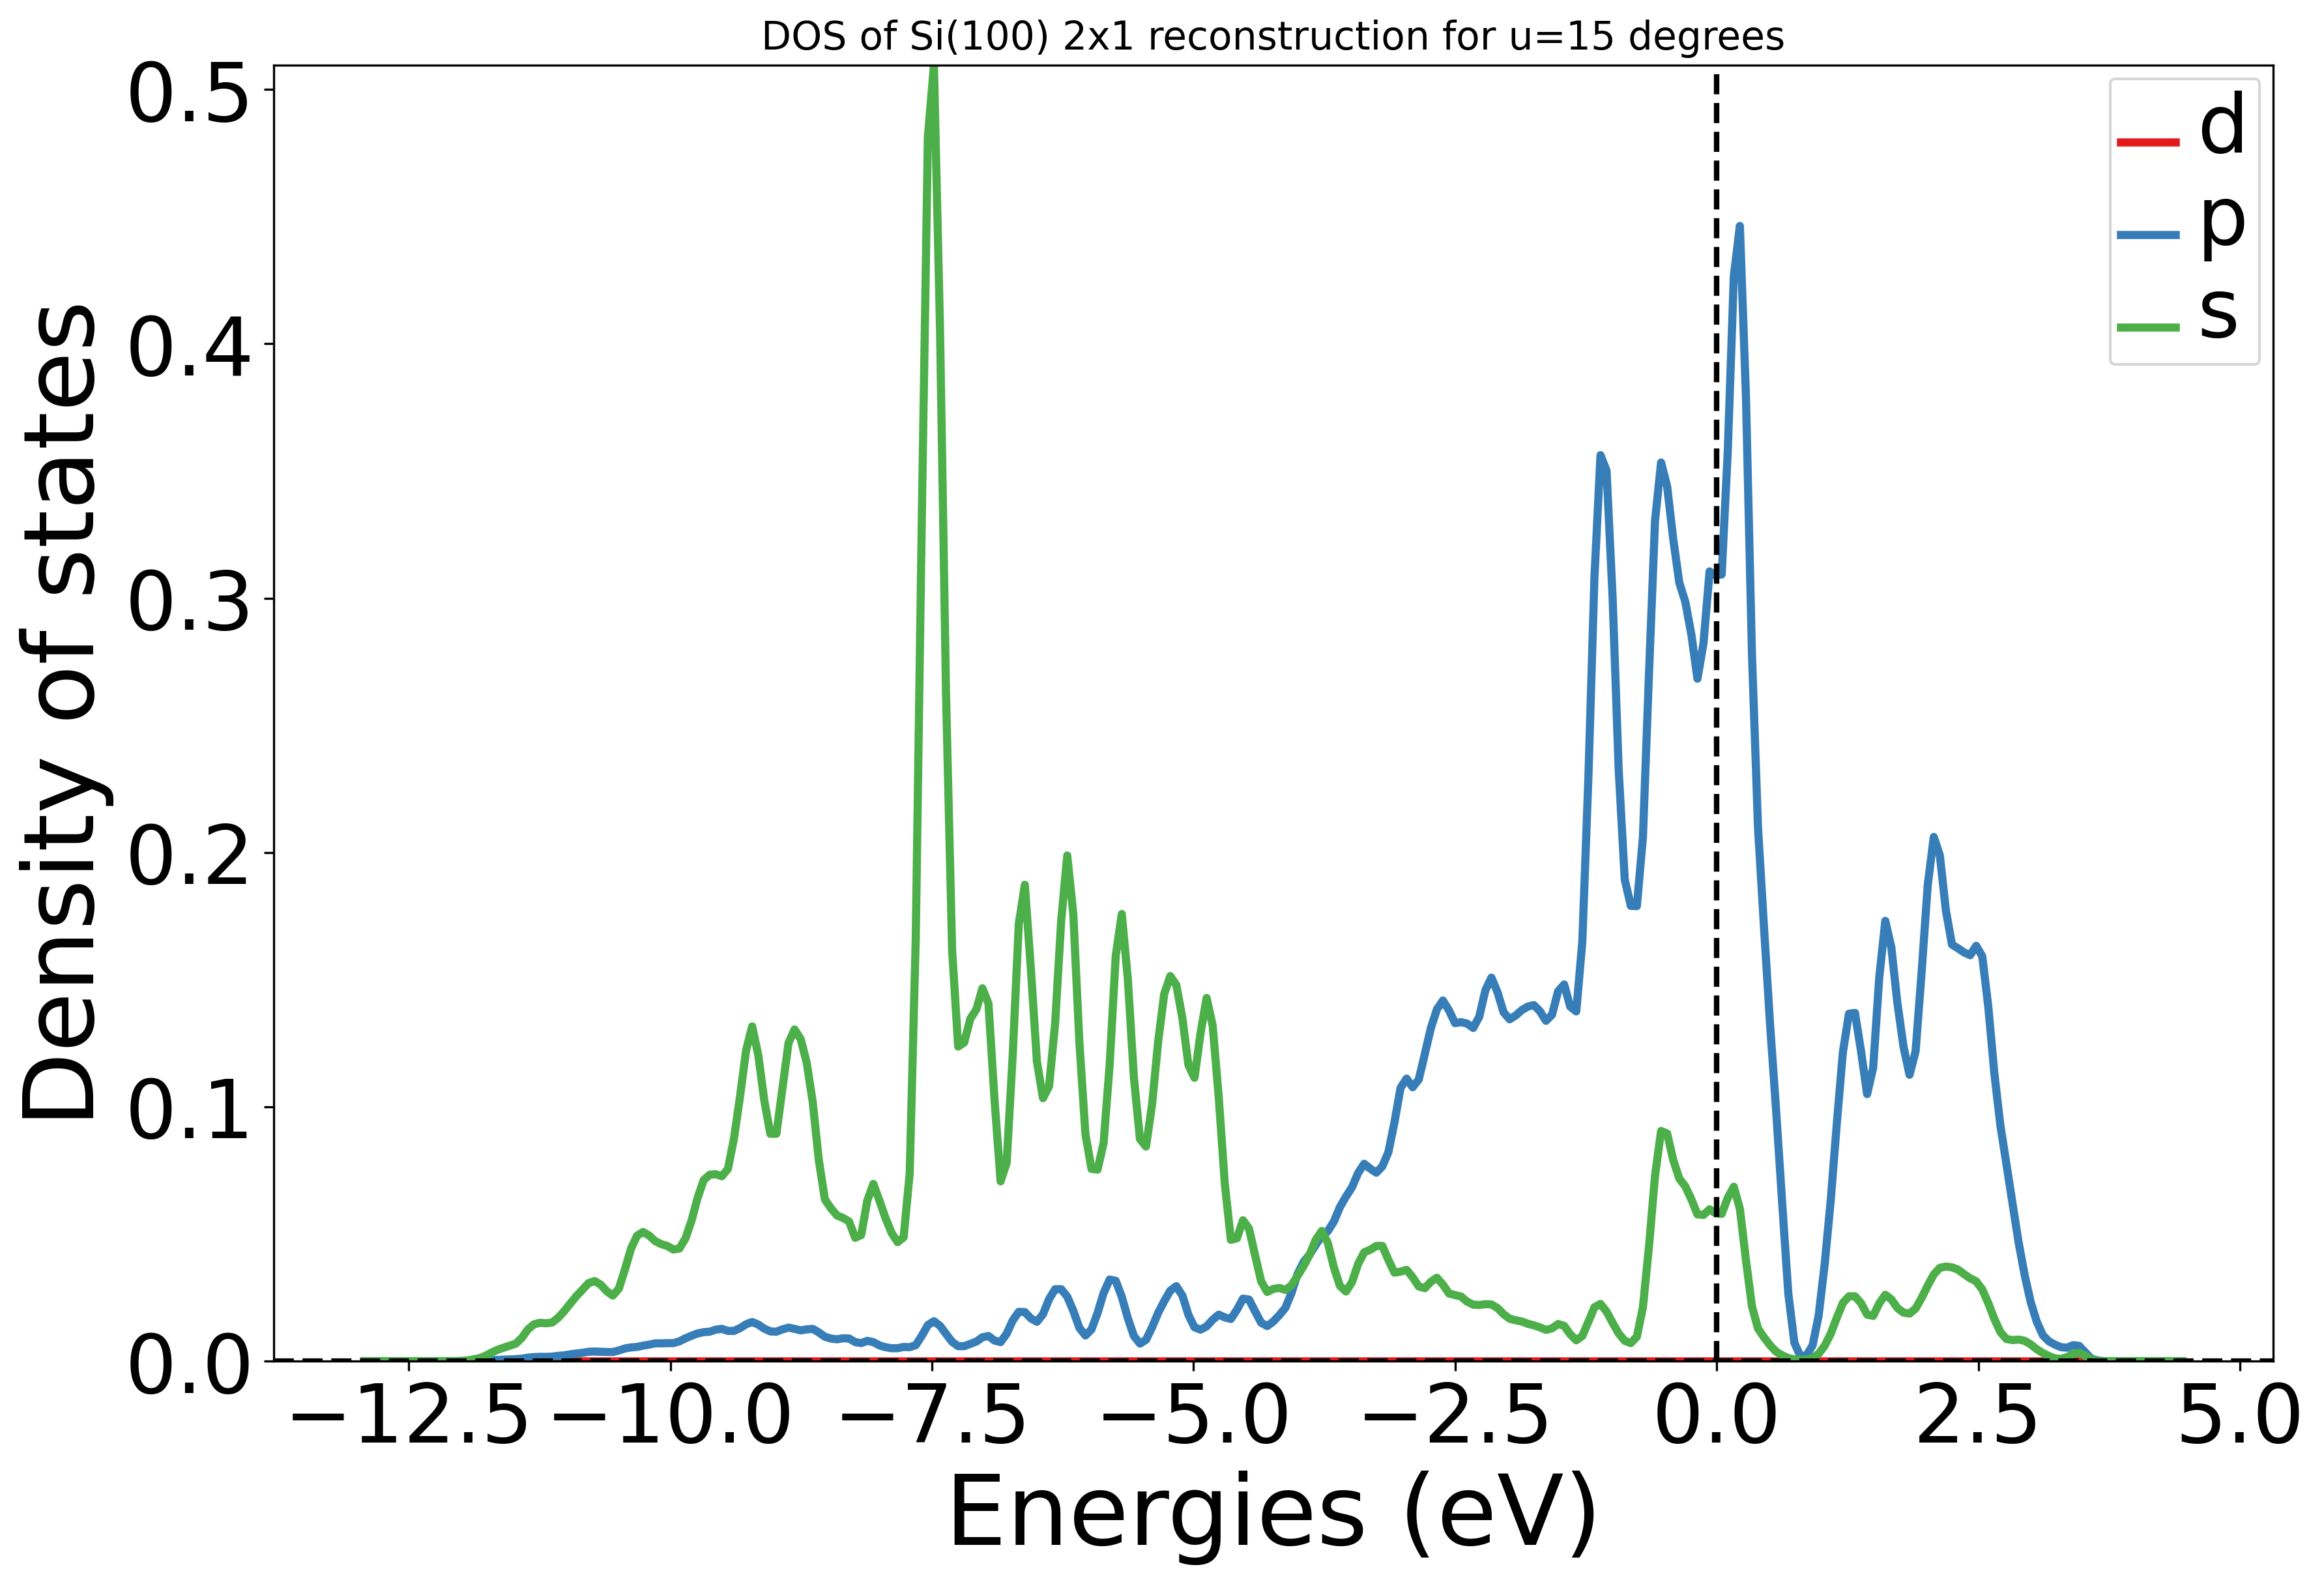 DOS of Si(100) 2x1 reconstruction for u=15 degrees
d
p
s
Density of states
0.5
0.4
0.3
0.2
0.1
0.0
−12.5 −10.0 −7.5 −5.0 −2.5 0.0 2.5 5.0
Energies (eV)